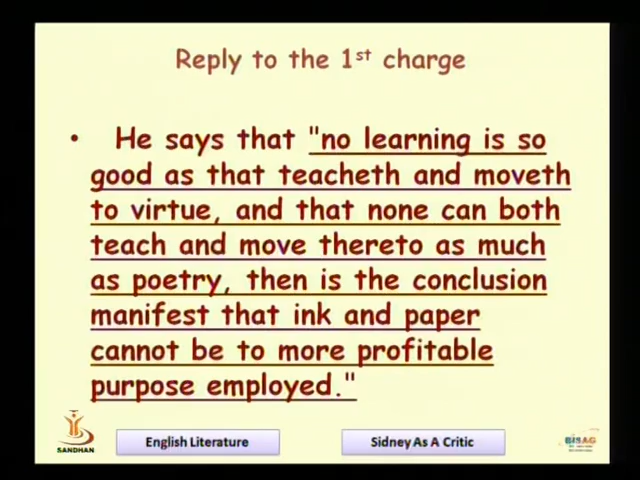 Reply to the 1st charge
• He says that "no learning is so
good as that teacheth and moveth
to virtue, and that none can both
teach and move thereto as much
as poetry, then is the conclusion
manifest that ink and paper
cannot be to more profitable
purpose employed."
SANDHAN
English Literature
Sidney As A Critic
BISAG